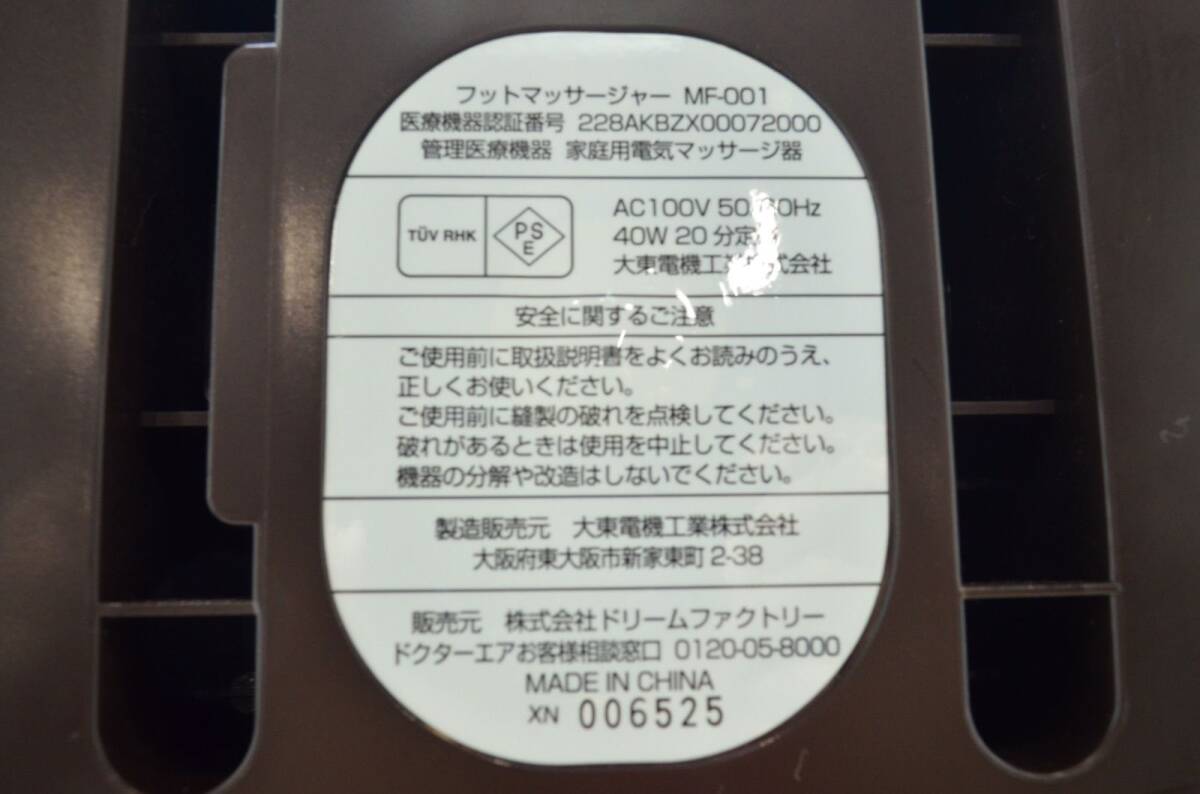 フットマッサージャー MF-001
医療機器認証番号 228AKBZX00072000
管理医療機器 家庭用電気マッサージ器
TÜV RHK
PS
E
AC100V 50/60Hz
40W 20分定
大東電機工業株式会社
安全に関するご注意
ご使用前に取扱説明書をよくお読みのうえ、
正しくお使いください。
ご使用前に縫製の破れを点検してください。
破れがあるときは使用を中止してください。
機器の分解や改造はしないでください。
製造販売元 大東電機工業株式会社
大阪府東大阪市新家東町2-38
販売元 株式会社ドリームファクトリー
ドクターエアお客様相談窓口 0120-05-8000
MADE IN CHINA
XN 006525